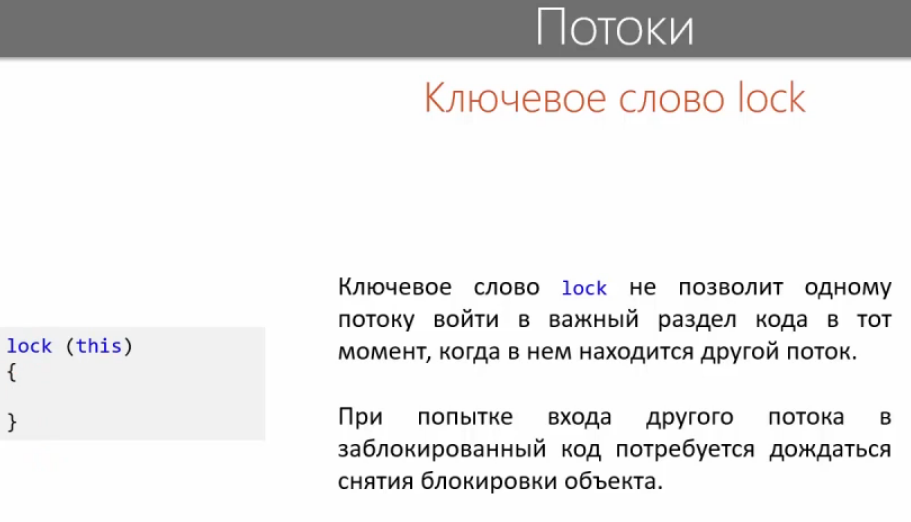 Потоки
Ключевое слово lock
Ключевое слово lock не позволит одному
потоку войти в важный раздел кода в тот
момент, когда в нем находится другой поток.
lock (this)
{
}
При попытке входа другого потока в
заблокированный код потребуется дождаться
снятия блокировки объекта.